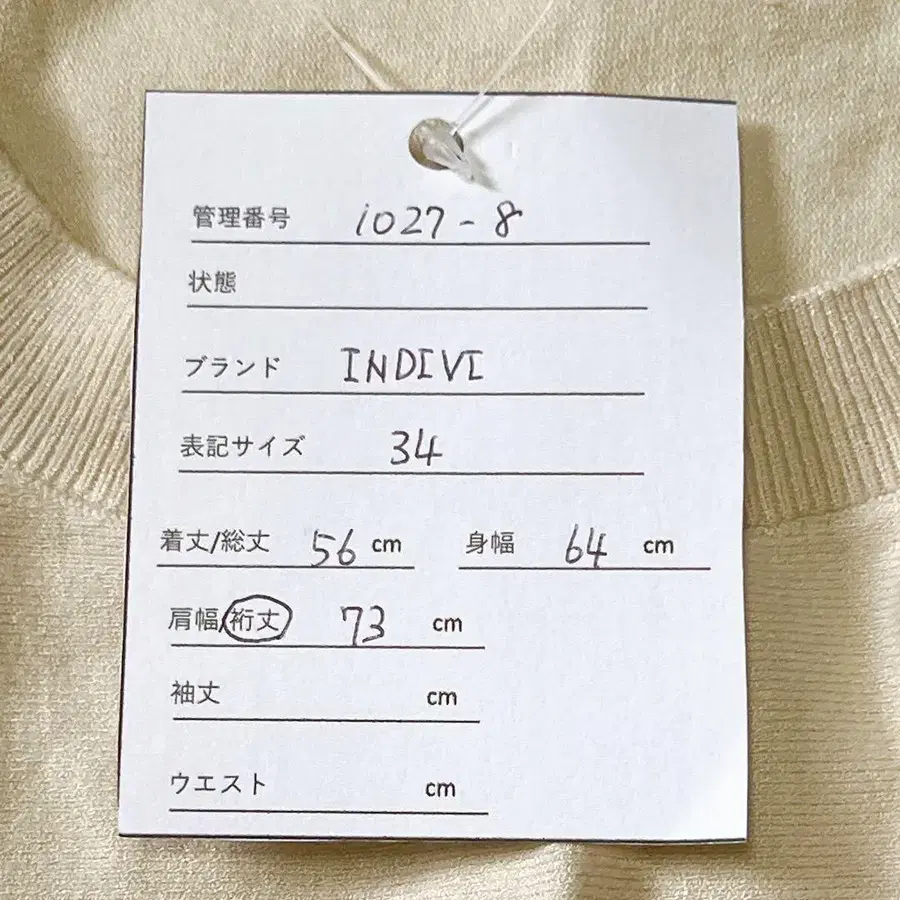 管理番号 i027-8
状態
ブランド INDIVI
表記サイズ 34
着丈/総丈 56 cm 身幅 64 cm
肩幅/裄丈 73 cm
袖丈 cm
ウエスト cm